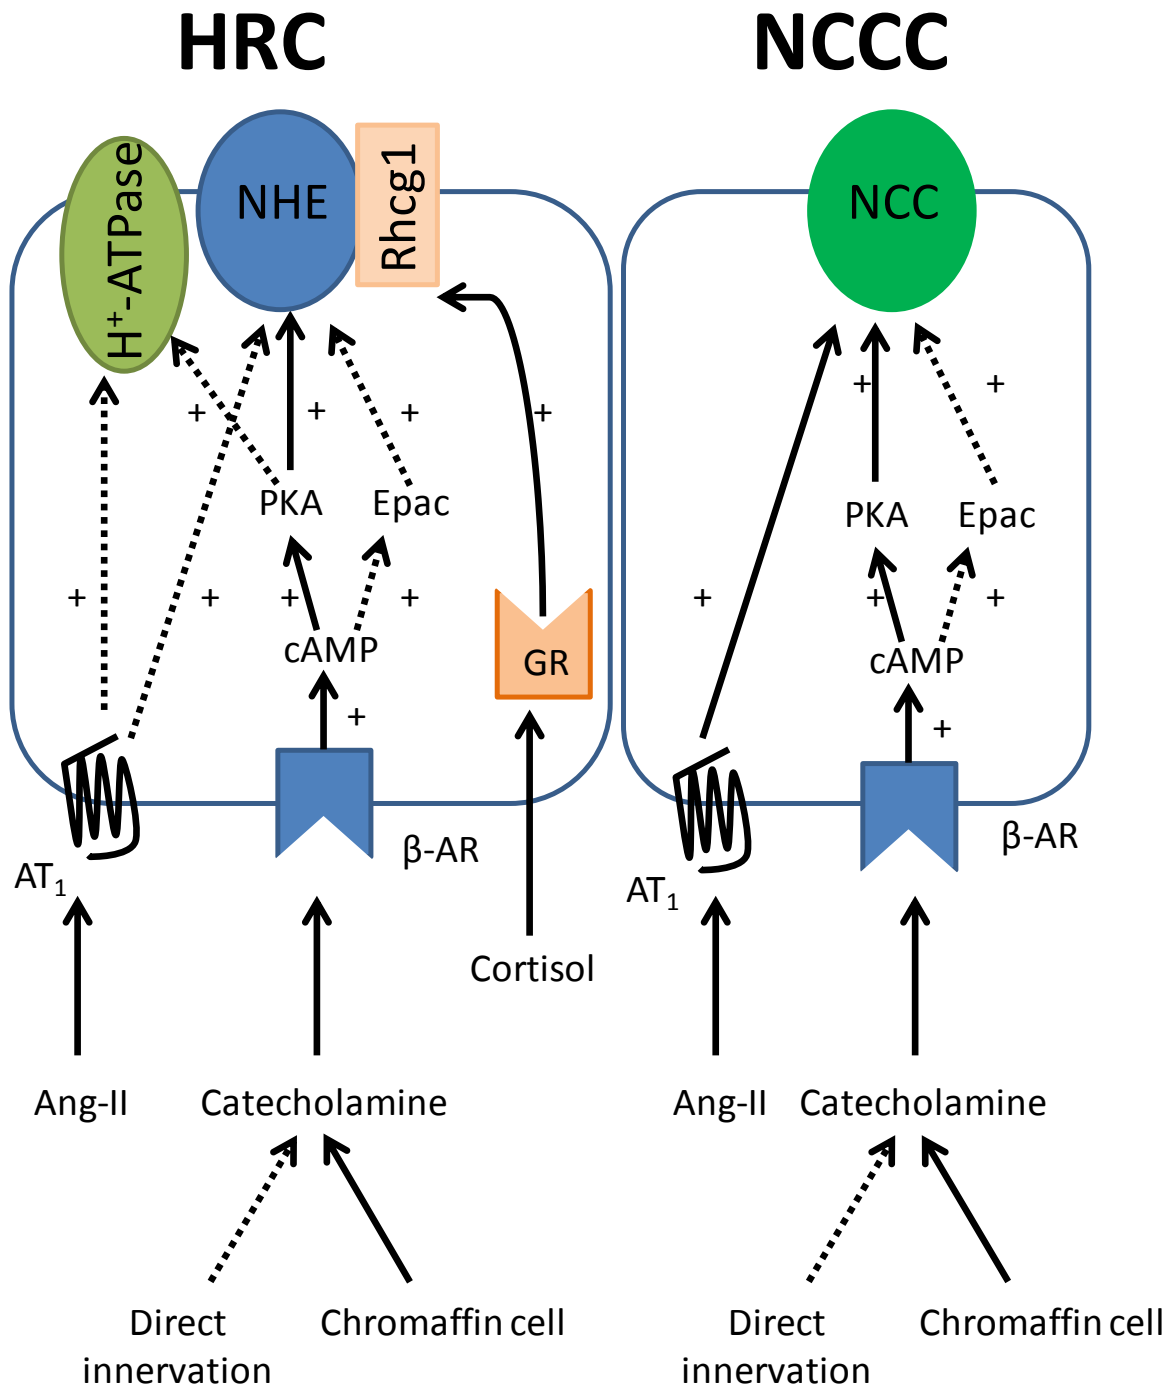 HRC
NCCC
H⁺-ATPase
NHE
Rhcg1
NCC
+
+
+
+
+
+
PKA
Epac
PKA
Epac
+
+
+
+
+
+
+
cAMP
GR
cAMP
+
+
β-AR
β-AR
AT₁
AT₁
Cortisol
Ang-II
Catecholamine
Ang-II
Catecholamine
Direct
innervation
Chromaffin cell
Direct
innervation
Chromaffin cell